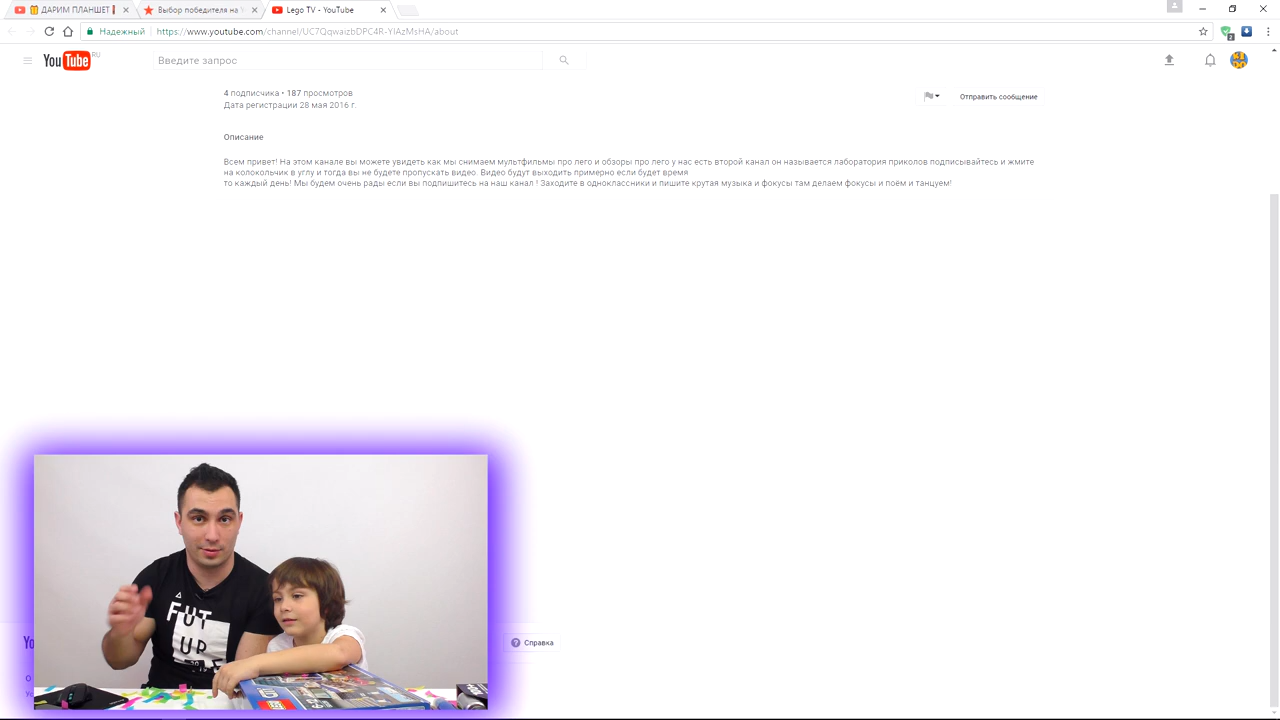 ДАРИМ ПЛАНШЕТ
Выбор победителя на
Lego TV - YouTube
Надежный
https://www.youtube.com/channel/UC7QqwaizbDPC4R-YIAzMsHA/about
YouTube RU
Введите запрос
4 подписчика • 187 просмотров
Дата регистрации 28 мая 2016 г.
Отправить сообщение
Описание
Всем привет! На этом канале вы можете увидеть как мы снимаем мультфильмы про лего и обзоры про лего у нас есть второй канал он называется лаборатория приколов подписывайтесь и жмите
на колокольчик в углу и тогда вы не будете пропускать видео. Видео будут выходить примерно если будет время
то каждый день! Мы будем очень рады если вы подпишитесь на наш канал ! Заходите в одноклассники и пишите крутая музыка и фокусы там делаем фокусы и поём и танцуем!
FUT
UP
LEGO
Справка